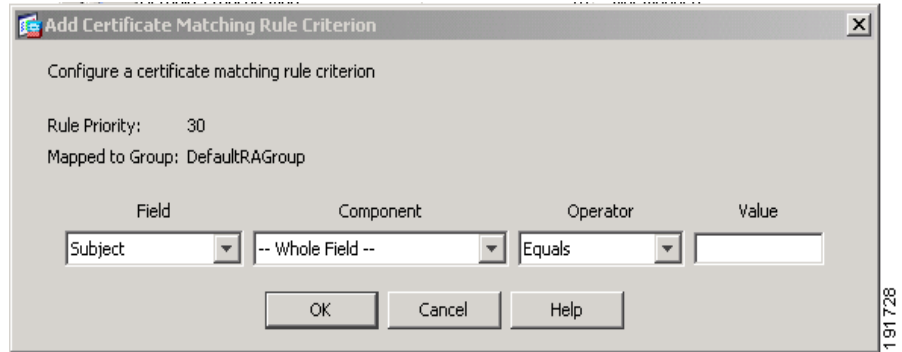 Add Certificate Matching Rule Criterion
Configure a certificate matching rule criterion
Rule Priority: 30
Mapped to Group: DefaultRAGroup
Field Component Operator Value
Subject -- Whole Field -- Equals
OK Cancel Help
191728